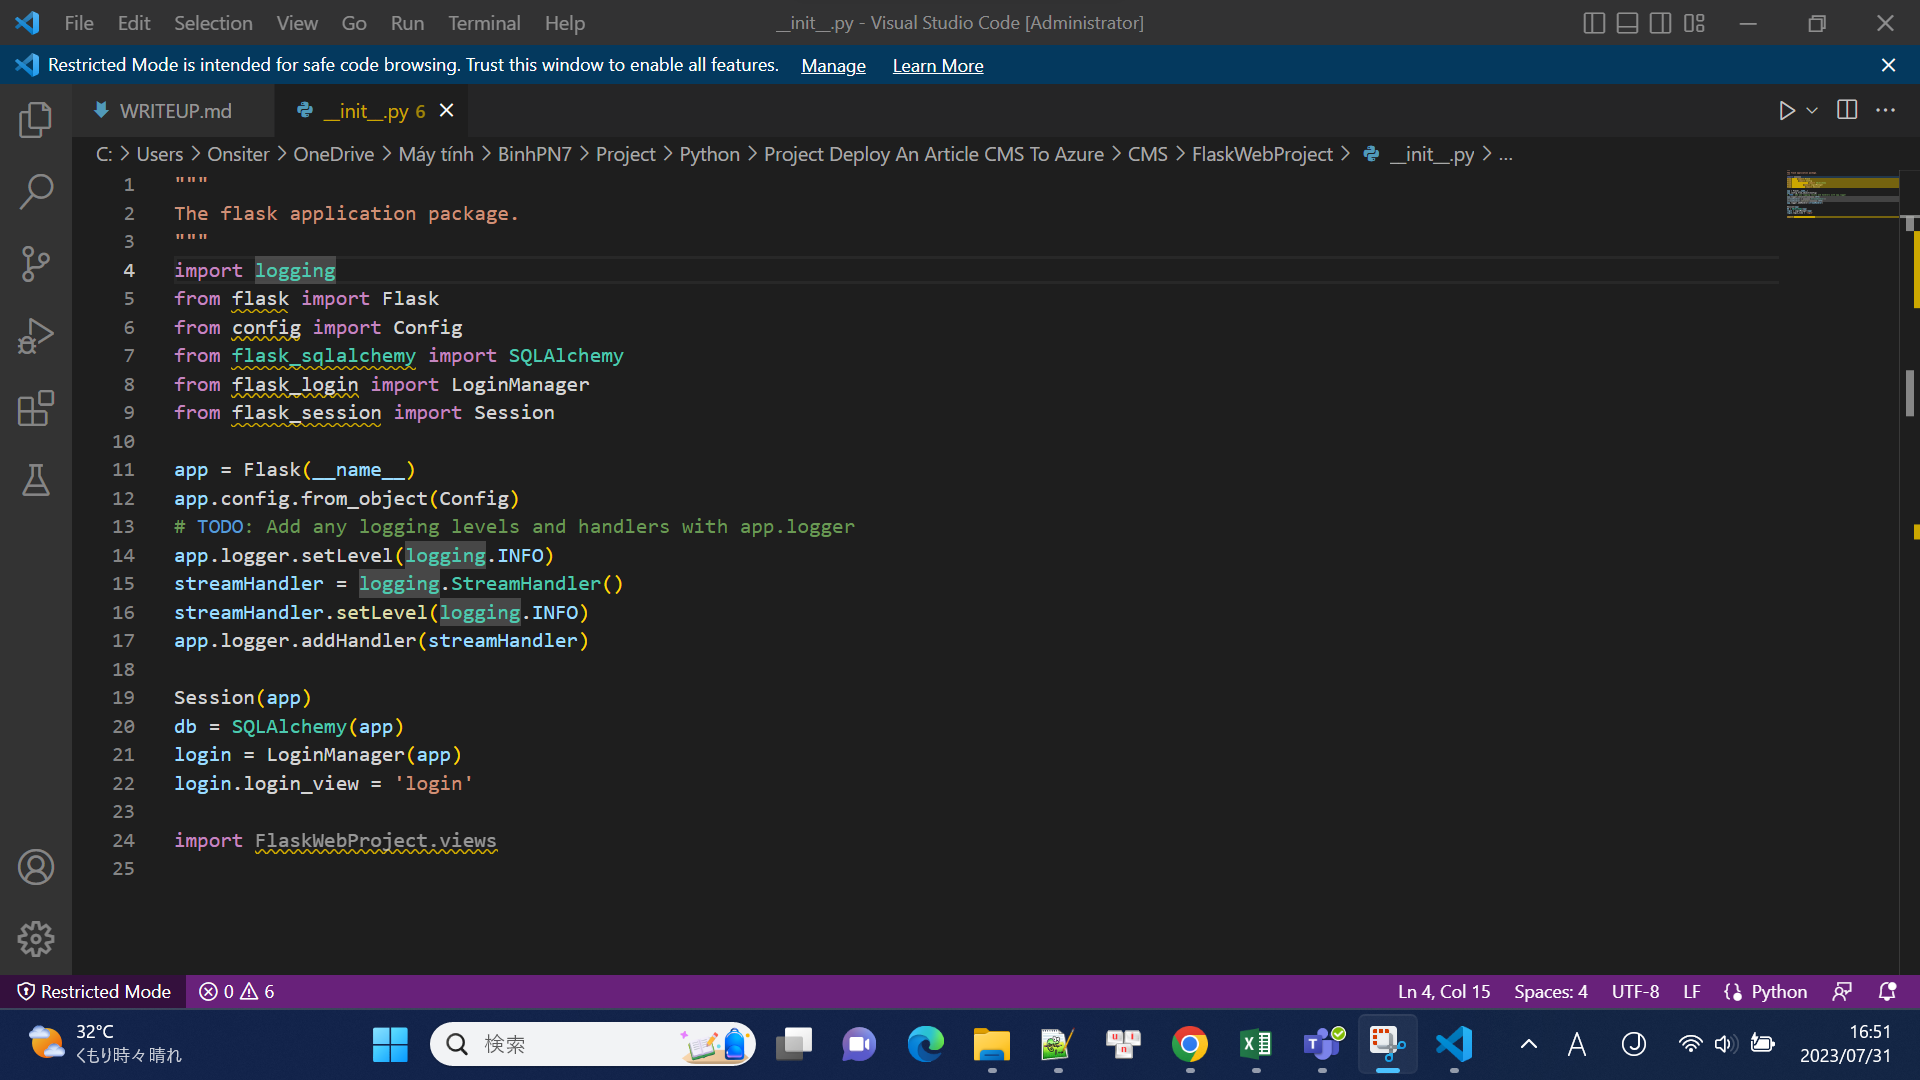 File Edit Selection View Go Run Terminal Help
__init__.py - Visual Studio Code [Administrator]
Restricted Mode is intended for safe code browsing. Trust this window to enable all features. Manage Learn More
WRITEUP.md
__init__.py 6
C: > Users > Onsiter > OneDrive > Máy tính > BinhPN7 > Project > Python > Project Deploy An Article CMS To Azure > CMS > FlaskWebProject > __init__.py > ...
1 """
2 The flask application package.
3 """
4 import logging
5 from flask import Flask
6 from config import Config
7 from flask_sqlalchemy import SQLAlchemy
8 from flask_login import LoginManager
9 from flask_session import Session
10
11 app = Flask(__name__)
12 app.config.from_object(Config)
13 # TODO: Add any logging levels and handlers with app.logger
14 app.logger.setLevel(logging.INFO)
15 streamHandler = logging.StreamHandler()
16 streamHandler.setLevel(logging.INFO)
17 app.logger.addHandler(streamHandler)
18
19 Session(app)
20 db = SQLAlchemy(app)
21 login = LoginManager(app)
22 login.login_view = 'login'
23
24 import FlaskWebProject.views
25
Restricted Mode 0 6
Ln 4, Col 15 Spaces: 4 UTF-8 LF Python
32°C
くもり時々晴れ
検索
A
J
16:51
2023/07/31